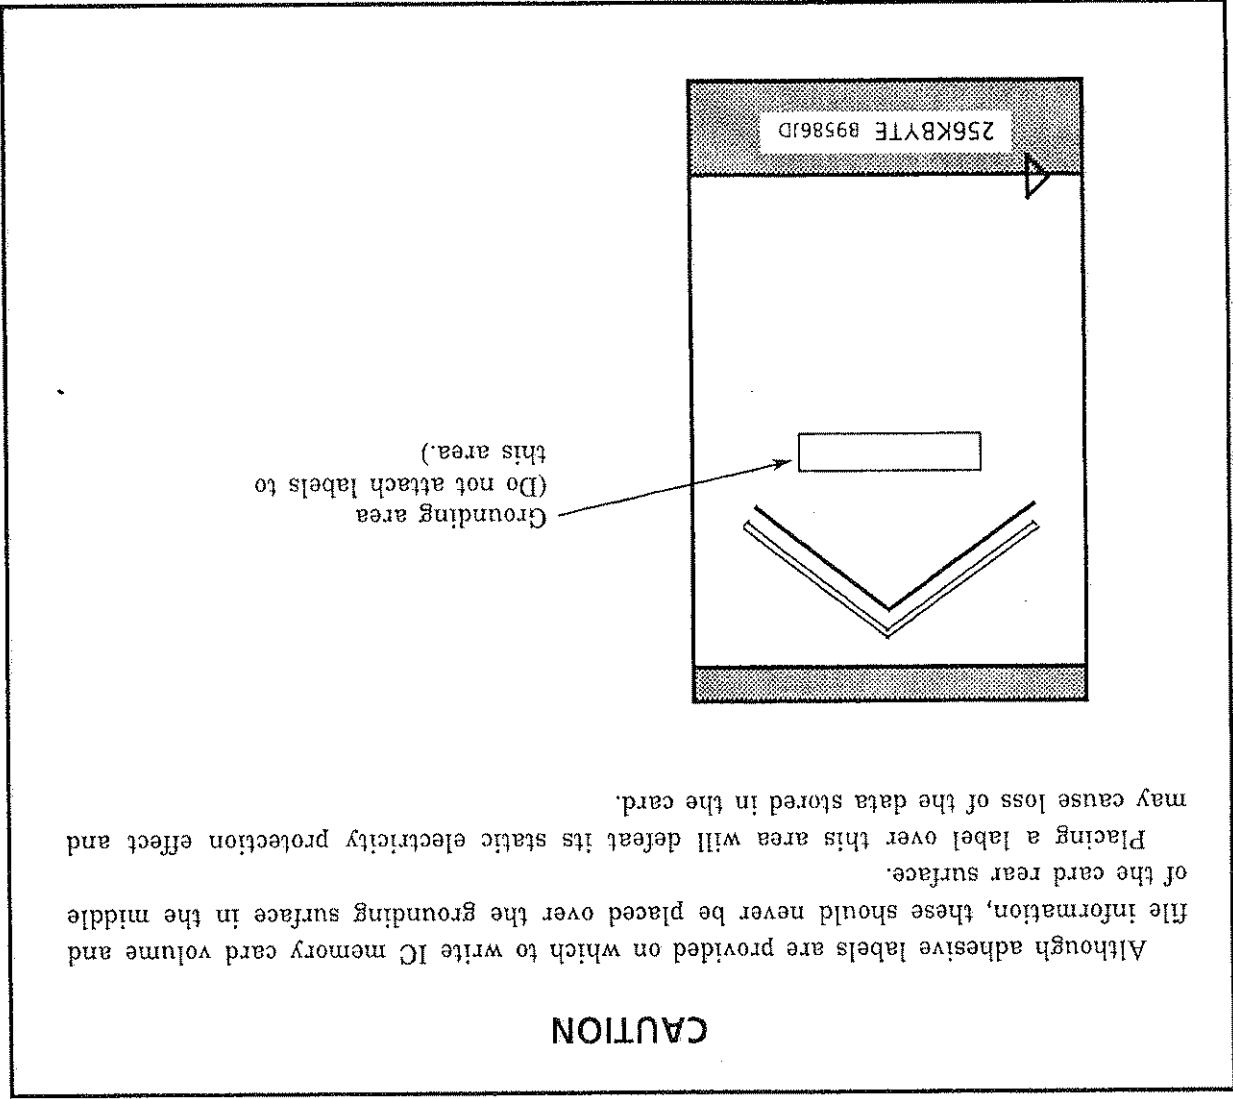 CAUTION
Although adhesive labels are provided on which to write IC memory card volume and
file information, these should never be placed over the grounding surface in the middle
of the card rear surface.
Placing a label over this area will defeat its static electricity protection effect and
may cause loss of the data stored in the card.
Grounding area
(Do not attach labels to
this area.)
256KBYTE B9586JD